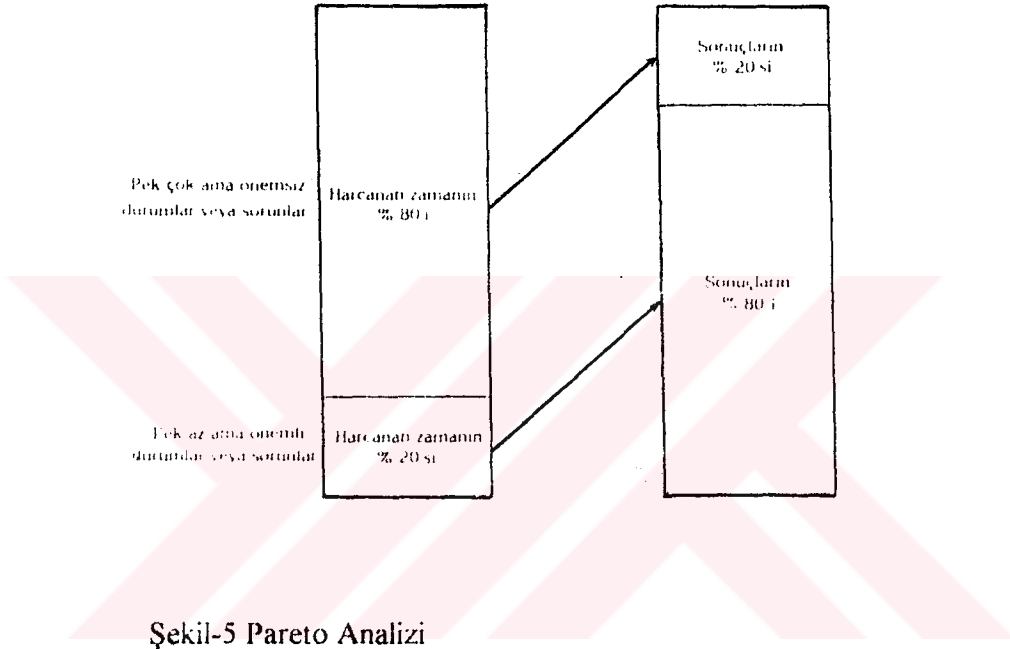 Sonuçların
% 20 si
Pek çok ama önemsiz
durumlar veya sorunlar
Harcanan zamanın
% 80 i
Sonuçların
% 80 i
Pek az ama önemli
durumlar veya sorunlar
Harcanan zamanın
% 20 si
Şekil-5 Pareto Analizi